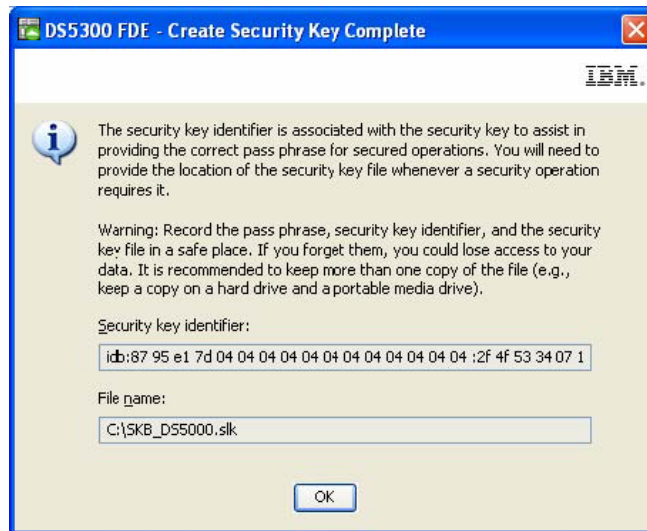 DS5300 FDE - Create Security Key Complete
IBM.
The security key identifier is associated with the security key to assist in
providing the correct pass phrase for secured operations. You will need to
provide the location of the security key file whenever a security operation
requires it.
Warning: Record the pass phrase, security key identifier, and the security
key file in a safe place. If you forget them, you could lose access to your
data. It is recommended to keep more than one copy of the file (e.g.,
keep a copy on a hard drive and a portable media drive).
Security key identifier:
idb:87 95 e1 7d 04 04 04 04 04 04 04 04 04 04 04 04 :2f 4f 53 34 07 1
File name:
C:\SKB_DS5000.slk
OK